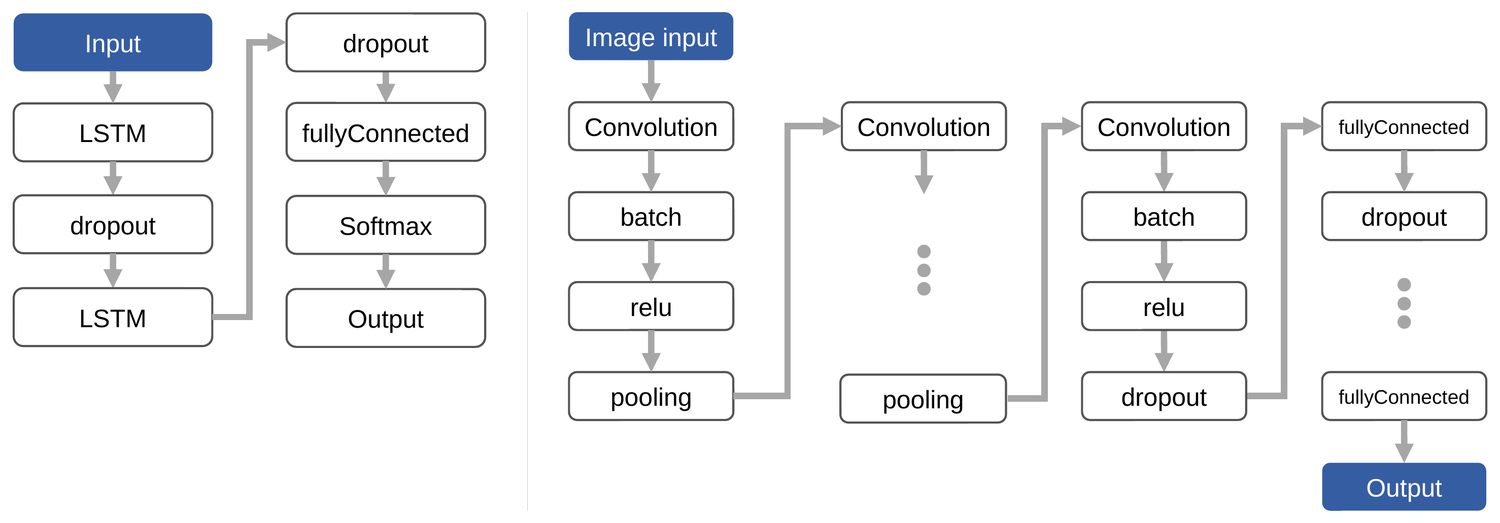 Input
LSTM
dropout
LSTM
dropout
fullyConnected
Softmax
Output
Image input
Convolution
batch
relu
pooling
Convolution
pooling
Convolution
batch
relu
dropout
fullyConnected
dropout
fullyConnected
Output